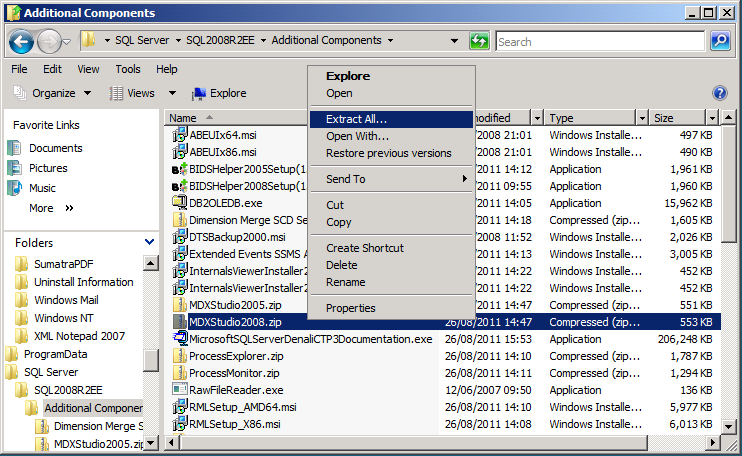 Additional Components
SQL Server SQL2008R2EE Additional Components Search
File Edit View Tools Help
Organize Views Explore
Favorite Links
Documents
Pictures
Music
More »
Folders
SumatraPDF
Uninstall Information
Windows Mail
Windows NT
XML Notepad 2007
ProgramData
SQL Server
SQL2008R2EE
Additional Componen
Dimension Merge S
MDXStudio2005.zip
Name modified Type Size
ABEUIx64.msi /2008 21:01 Windows Installe... 497 KB
ABEUIx86.msi /2008 21:01 Windows Installe... 490 KB
BIDSHelper2005Setup(1 /2011 14:12 Application 1,961 KB
BIDSHelper2008Setup(1 /2011 09:55 Application 1,960 KB
DB2OLEDB.exe /2011 14:05 Application 15,962 KB
Dimension Merge SCD Se /2011 14:18 Compressed (zip... 1,605 KB
DTSBackup2000.msi /2008 11:52 Windows Installe... 2,026 KB
Extended Events SSMS A /2011 14:13 Windows Installe... 3,005 KB
InternalsViewerInstaller2 /2011 14:12 Windows Installe... 422 KB
InternalsViewerInstaller2 /2011 14:12 Windows Installe... 422 KB
MDXStudio2005.zip /2011 14:47 Compressed (zip... 551 KB
MDXStudio2008.zip 26/08/2011 14:47 Compressed (zip... 553 KB
MicrosoftSQLServerDenaliCTP3Documentation.exe 26/08/2011 15:53 Application 206,248 KB
ProcessExplorer.zip 26/08/2011 14:10 Compressed (zip... 1,787 KB
ProcessMonitor.zip 26/08/2011 14:11 Compressed (zip... 1,294 KB
RawFileReader.exe 12/06/2007 09:50 Application 136 KB
RMLSetup_AMD64.msi 26/08/2011 14:10 Windows Installe... 5,977 KB
RMLSetup_X86.msi 26/08/2011 14:08 Windows Installe... 6,013 KB
Explore
Open
Extract All...
Open With...
Restore previous versions
Send To
Cut
Copy
Create Shortcut
Delete
Rename
Properties